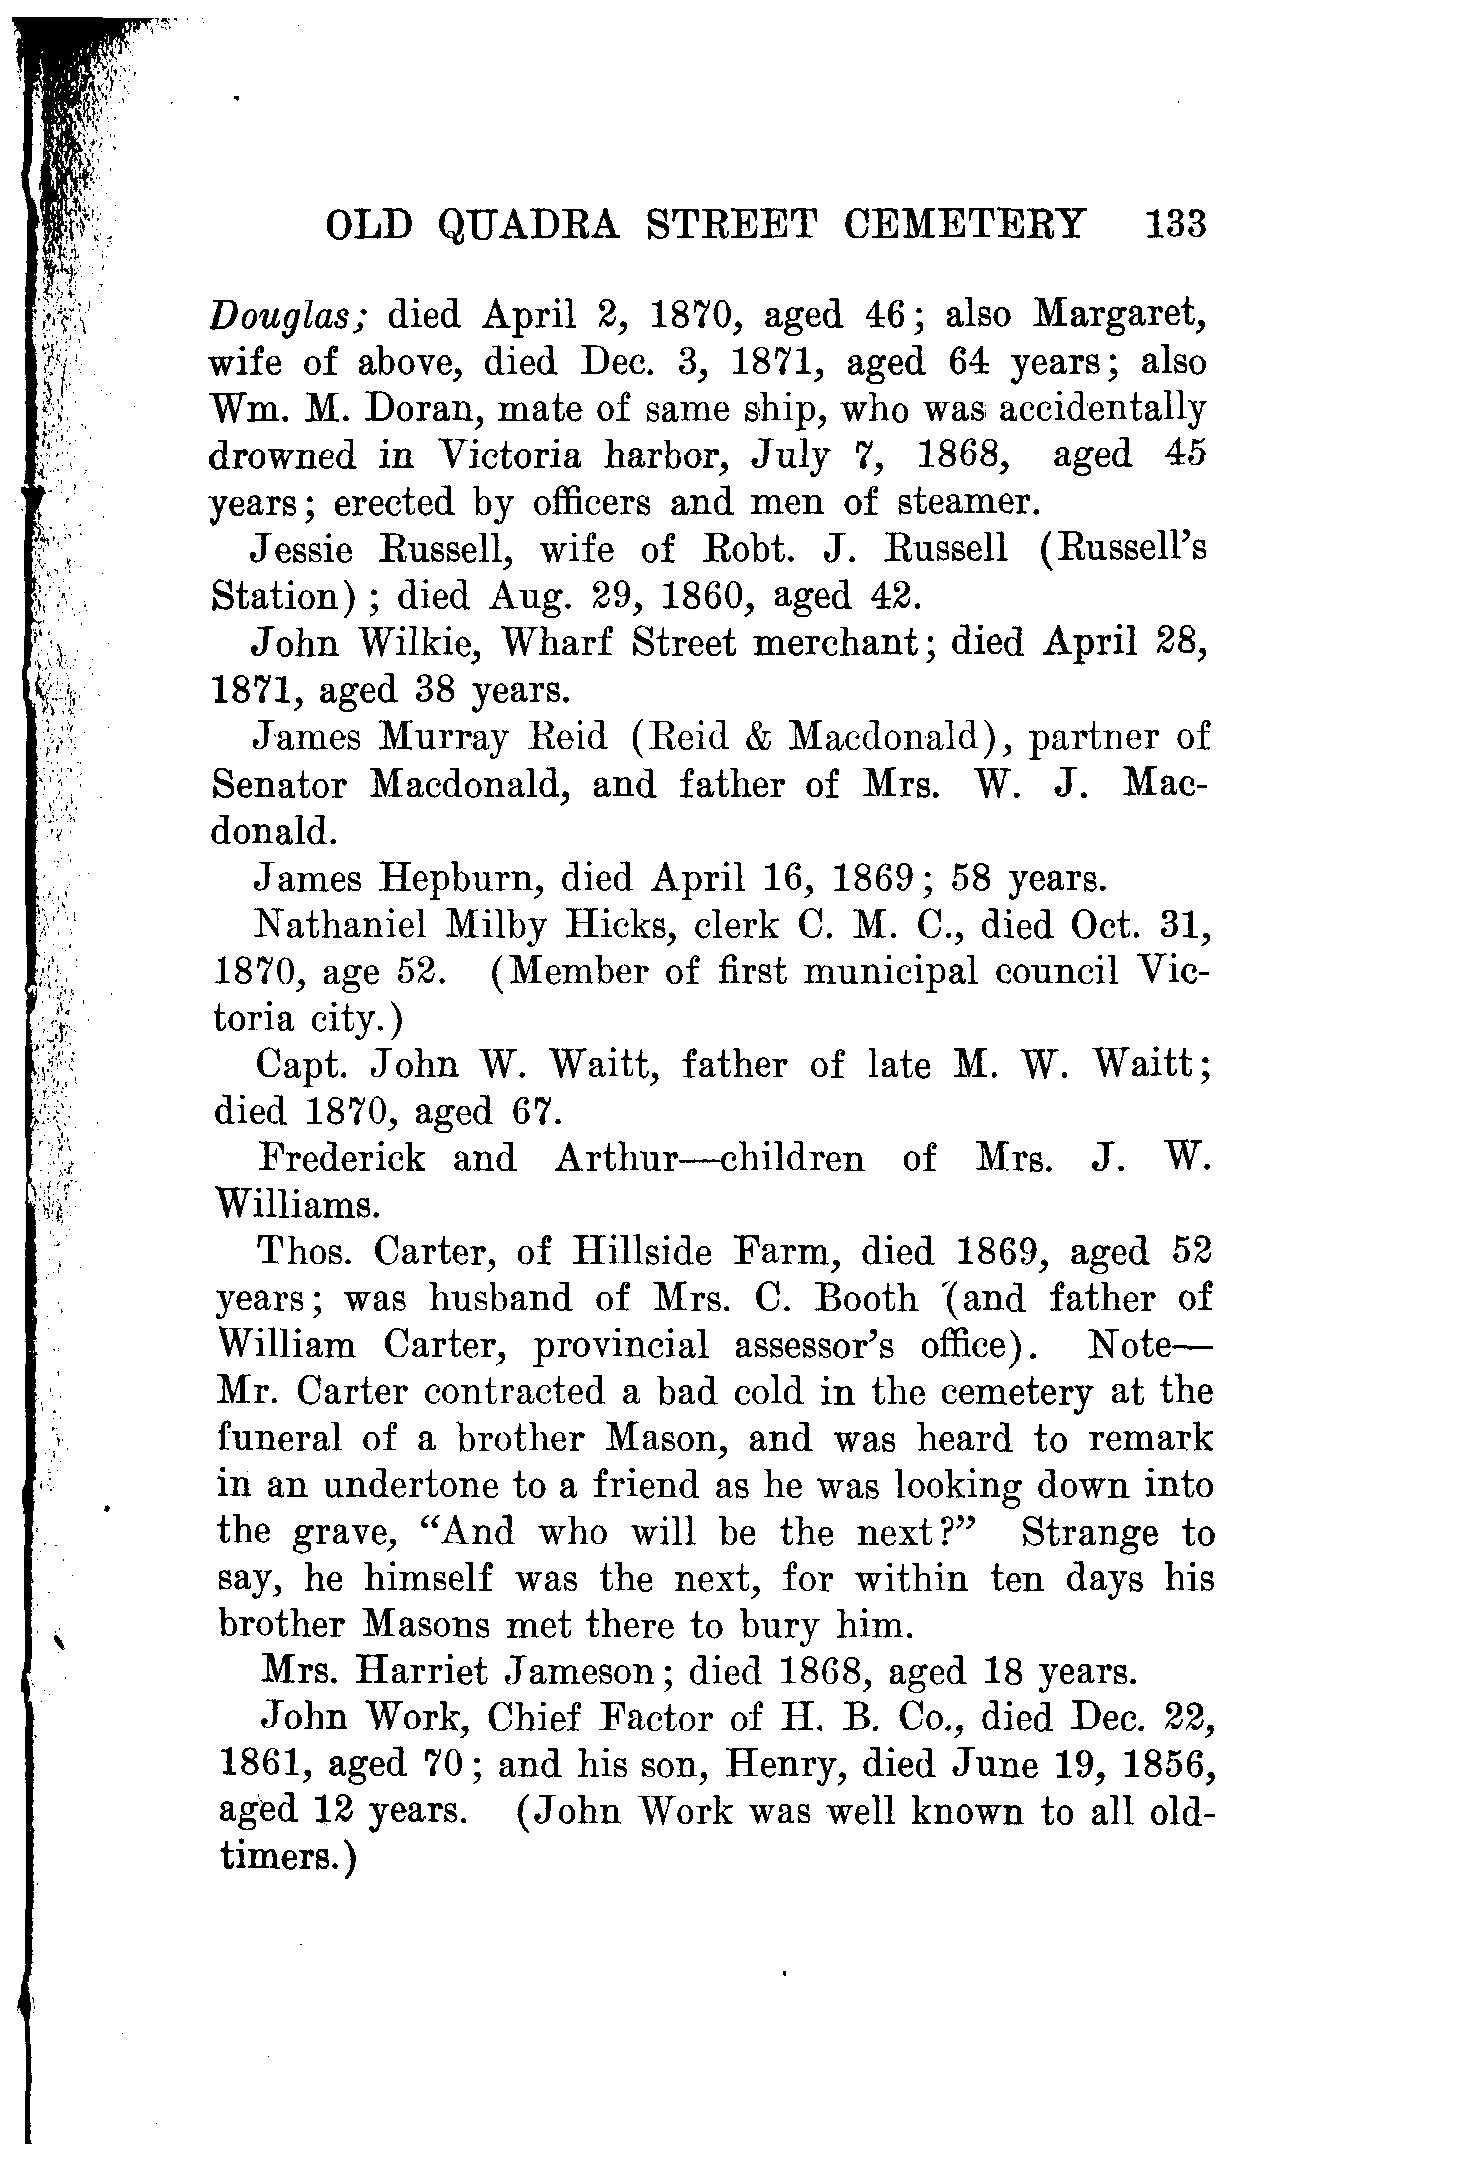 OLD QUADRA STREET CEMETERY 133
Douglas; died April 2, 1870, aged 46; also Margaret,
wife of above, died Dec. 3, 1871, aged 64 years; also
Wm. M. Doran, mate of same ship, who was accidentally
drowned in Victoria harbor, July 7, 1868, aged 45
years; erected by officers and men of steamer.
Jessie Russell, wife of Robt. J. Russell (Russell's
Station); died Aug. 29, 1860, aged 42.
John Wilkie, Wharf Street merchant; died April 28,
1871, aged 38 years.
James Murray Reid (Reid & Macdonald), partner of
Senator Macdonald, and father of Mrs. W. J. Mac-
donald.
James Hepburn, died April 16, 1869; 58 years.
Nathaniel Milby Hicks, clerk C. M. C., died Oct. 31,
1870, age 52. (Member of first municipal council Vic-
toria city.)
Capt. John W. Waitt, father of late M. W. Waitt;
died 1870, aged 67.
Frederick and Arthur—children of Mrs. J. W.
Williams.
Thos. Carter, of Hillside Farm, died 1869, aged 52
years; was husband of Mrs. C. Booth (and father of
William Carter, provincial assessor's office). Note—
Mr. Carter contracted a bad cold in the cemetery at the
funeral of a brother Mason, and was heard to remark
in an undertone to a friend as he was looking down into
the grave, "And who will be the next?" Strange to
say, he himself was the next, for within ten days his
brother Masons met there to bury him.
Mrs. Harriet Jameson; died 1868, aged 18 years.
John Work, Chief Factor of H. B. Co., died Dec. 22,
1861, aged 70; and his son, Henry, died June 19, 1856,
aged 12 years. (John Work was well known to all old-
timers.)